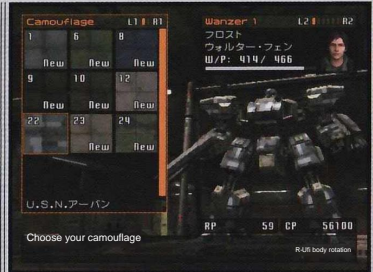 Camouflage L1 R1
1 6 8
New New New
9 10 12
New New New
22 23 24
New New
U.S.N.アーバン
Choose your camouflage
Wanzer 1 L2 R2
フロスト
ウォルター・フェン
W/P: 414/ 466
RP 59 CP 56100
R-Ufi body rotation